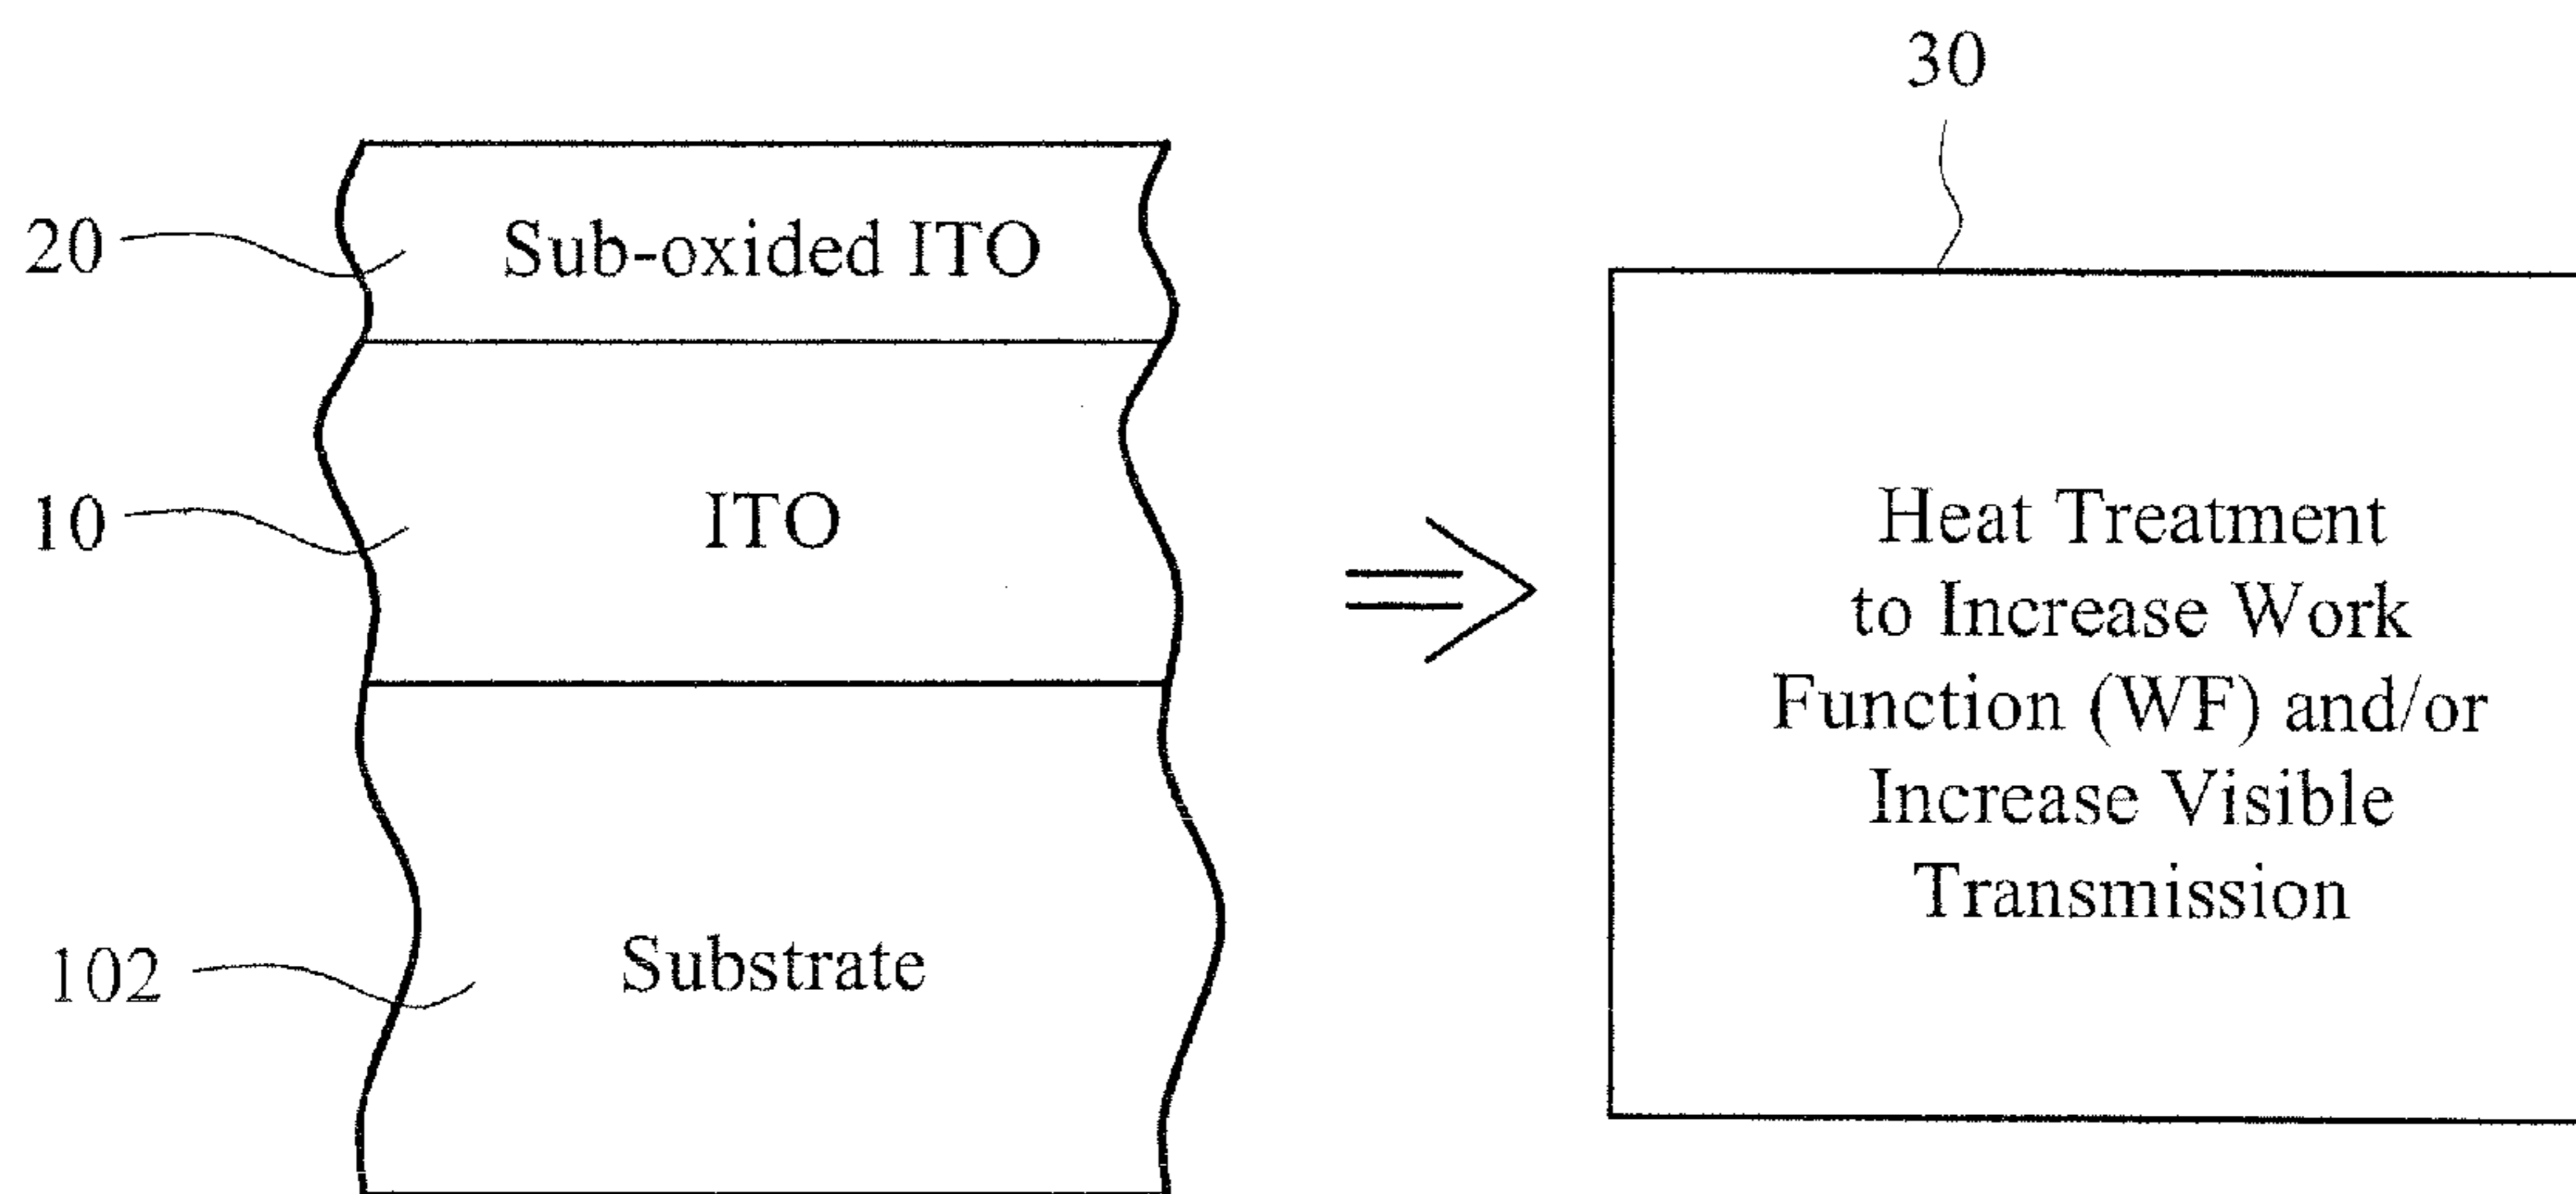 30
20
Sub-oxided ITO
10
ITO
102
Substrate
Heat Treatment
to Increase Work
Function (WF) and/or
Increase Visible
Transmission